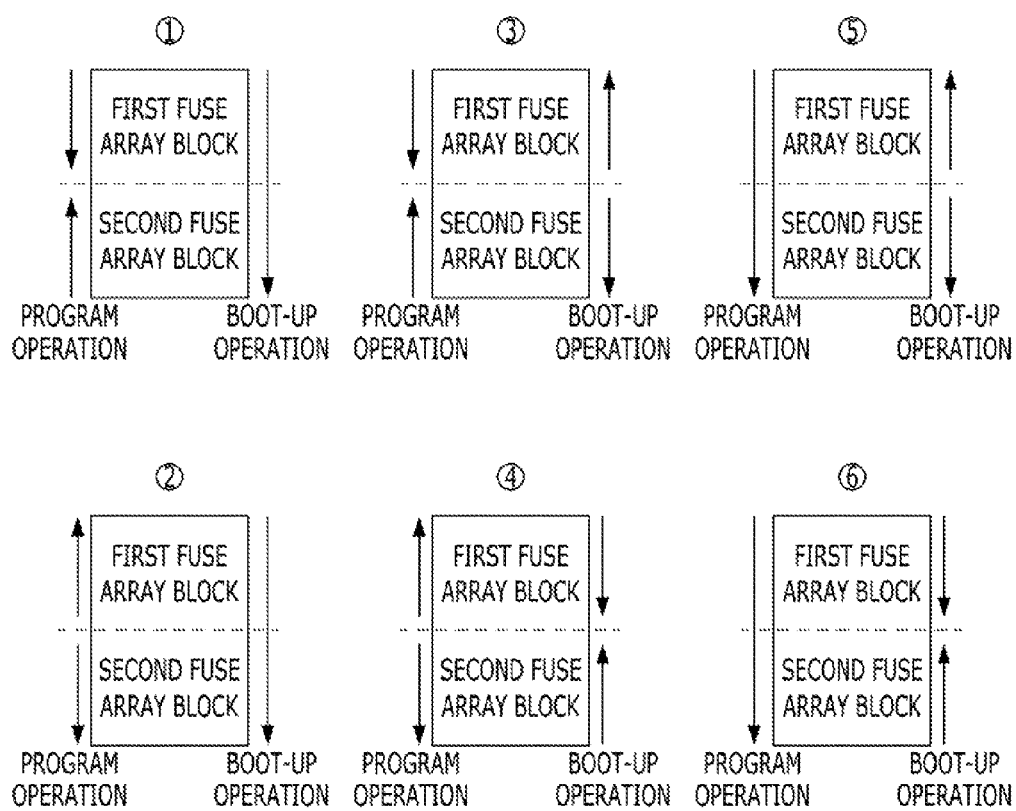 ①
FIRST FUSE
ARRAY BLOCK
SECOND FUSE
ARRAY BLOCK
PROGRAM
OPERATION
BOOT-UP
OPERATION
③
FIRST FUSE
ARRAY BLOCK
SECOND FUSE
ARRAY BLOCK
PROGRAM
OPERATION
BOOT-UP
OPERATION
⑤
FIRST FUSE
ARRAY BLOCK
SECOND FUSE
ARRAY BLOCK
PROGRAM
OPERATION
BOOT-UP
OPERATION
②
FIRST FUSE
ARRAY BLOCK
SECOND FUSE
ARRAY BLOCK
PROGRAM
OPERATION
BOOT-UP
OPERATION
④
FIRST FUSE
ARRAY BLOCK
SECOND FUSE
ARRAY BLOCK
PROGRAM
OPERATION
BOOT-UP
OPERATION
⑥
FIRST FUSE
ARRAY BLOCK
SECOND FUSE
ARRAY BLOCK
PROGRAM
OPERATION
BOOT-UP
OPERATION